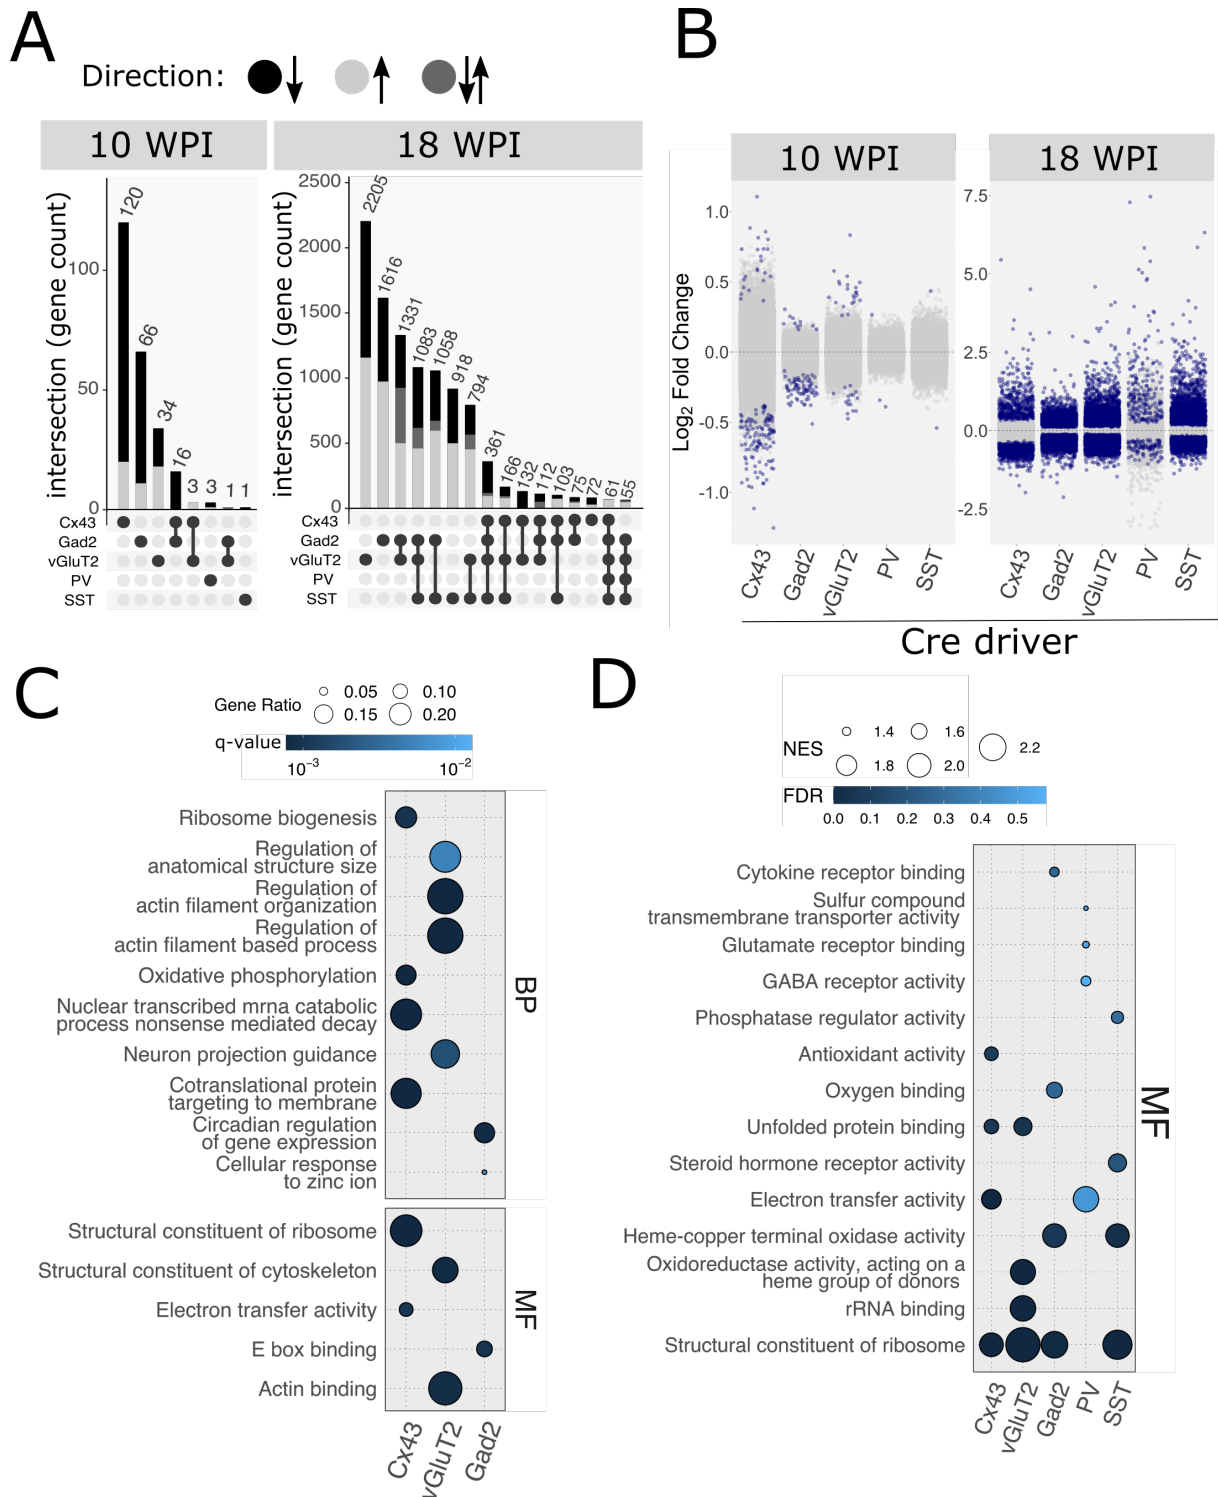 A
Direction:
10 WPI
18 WPI
intersection (gene count)
100
50
0
120
66
34
16
3
3
1
1
Cx43
Gad2
vGluT2
PV
SST
intersection (gene count)
2500
2000
1500
1000
500
0
2205
1616
1331
1083
1058
918
794
361
166
132
112
103
75
72
61
55
Cx43
Gad2
vGluT2
PV
SST
B
10 WPI
18 WPI
Log2 Fold Change
1.0
0.5
0.0
-0.5
-1.0
7.5
5.0
2.5
0.0
-2.5
Cx43
Gad2
vGluT2
PV
SST
Cx43
Gad2
vGluT2
PV
SST
Cre driver
C
Gene Ratio
0.05
0.10
0.15
0.20
q-value
10-3
10-2
Ribosome biogenesis
Regulation of
anatomical structure size
Regulation of
actin filament organization
Regulation of
actin filament based process
Oxidative phosphorylation
Nuclear transcribed mrna catabolic
process nonsense mediated decay
Neuron projection guidance
Cotranslational protein
targeting to membrane
Circadian regulation
of gene expression
Cellular response
to zinc ion
BP
Structural constituent of ribosome
Structural constituent of cytoskeleton
Electron transfer activity
E box binding
Actin binding
MF
Cx43
vGluT2
Gad2
D
NES
1.4
1.6
1.8
2.0
2.2
FDR
0.0
0.1
0.2
0.3
0.4
0.5
Cytokine receptor binding
Sulfur compound
transmembrane transporter activity
Glutamate receptor binding
GABA receptor activity
Phosphatase regulator activity
Antioxidant activity
Oxygen binding
Unfolded protein binding
Steroid hormone receptor activity
Electron transfer activity
Heme-copper terminal oxidase activity
Oxidoreductase activity, acting on a
heme group of donors
rRNA binding
Structural constituent of ribosome
MF
Cx43
vGluT2
Gad2
PV
SST